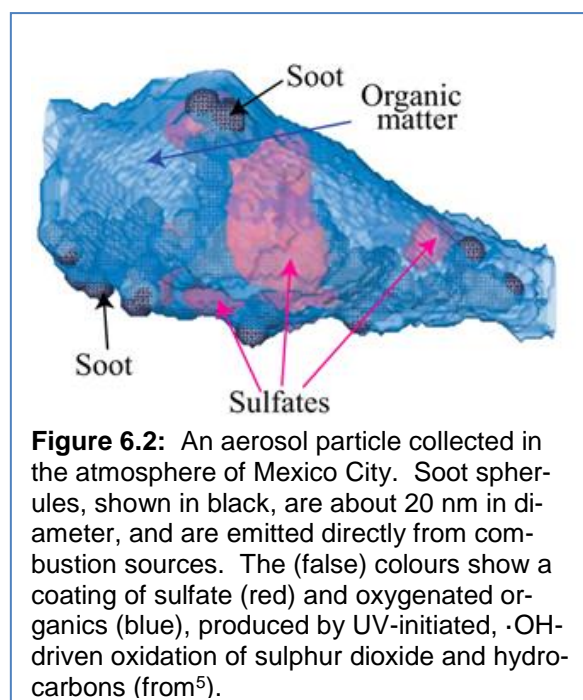 Soot
Organic
matter
Soot
Sulfates
Figure 6.2: An aerosol particle collected in
the atmosphere of Mexico City. Soot spher-
ules, shown in black, are about 20 nm in di-
ameter, and are emitted directly from com-
bustion sources. The (false) colours show a
coating of sulfate (red) and oxygenated or-
ganics (blue), produced by UV-initiated, ·OH-
driven oxidation of sulphur dioxide and hydro-
carbons (from⁵).